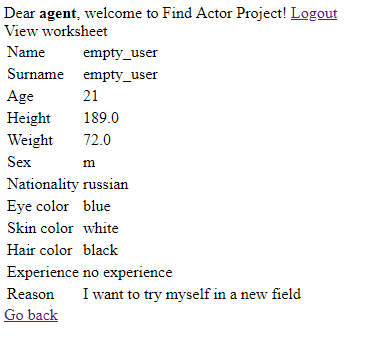 Dear agent, welcome to Find Actor Project! Logout
View worksheet
Name empty_user
Surname empty_user
Age 21
Height 189.0
Weight 72.0
Sex m
Nationality russian
Eye color blue
Skin color white
Hair color black
Experience no experience
Reason I want to try myself in a new field
Go back